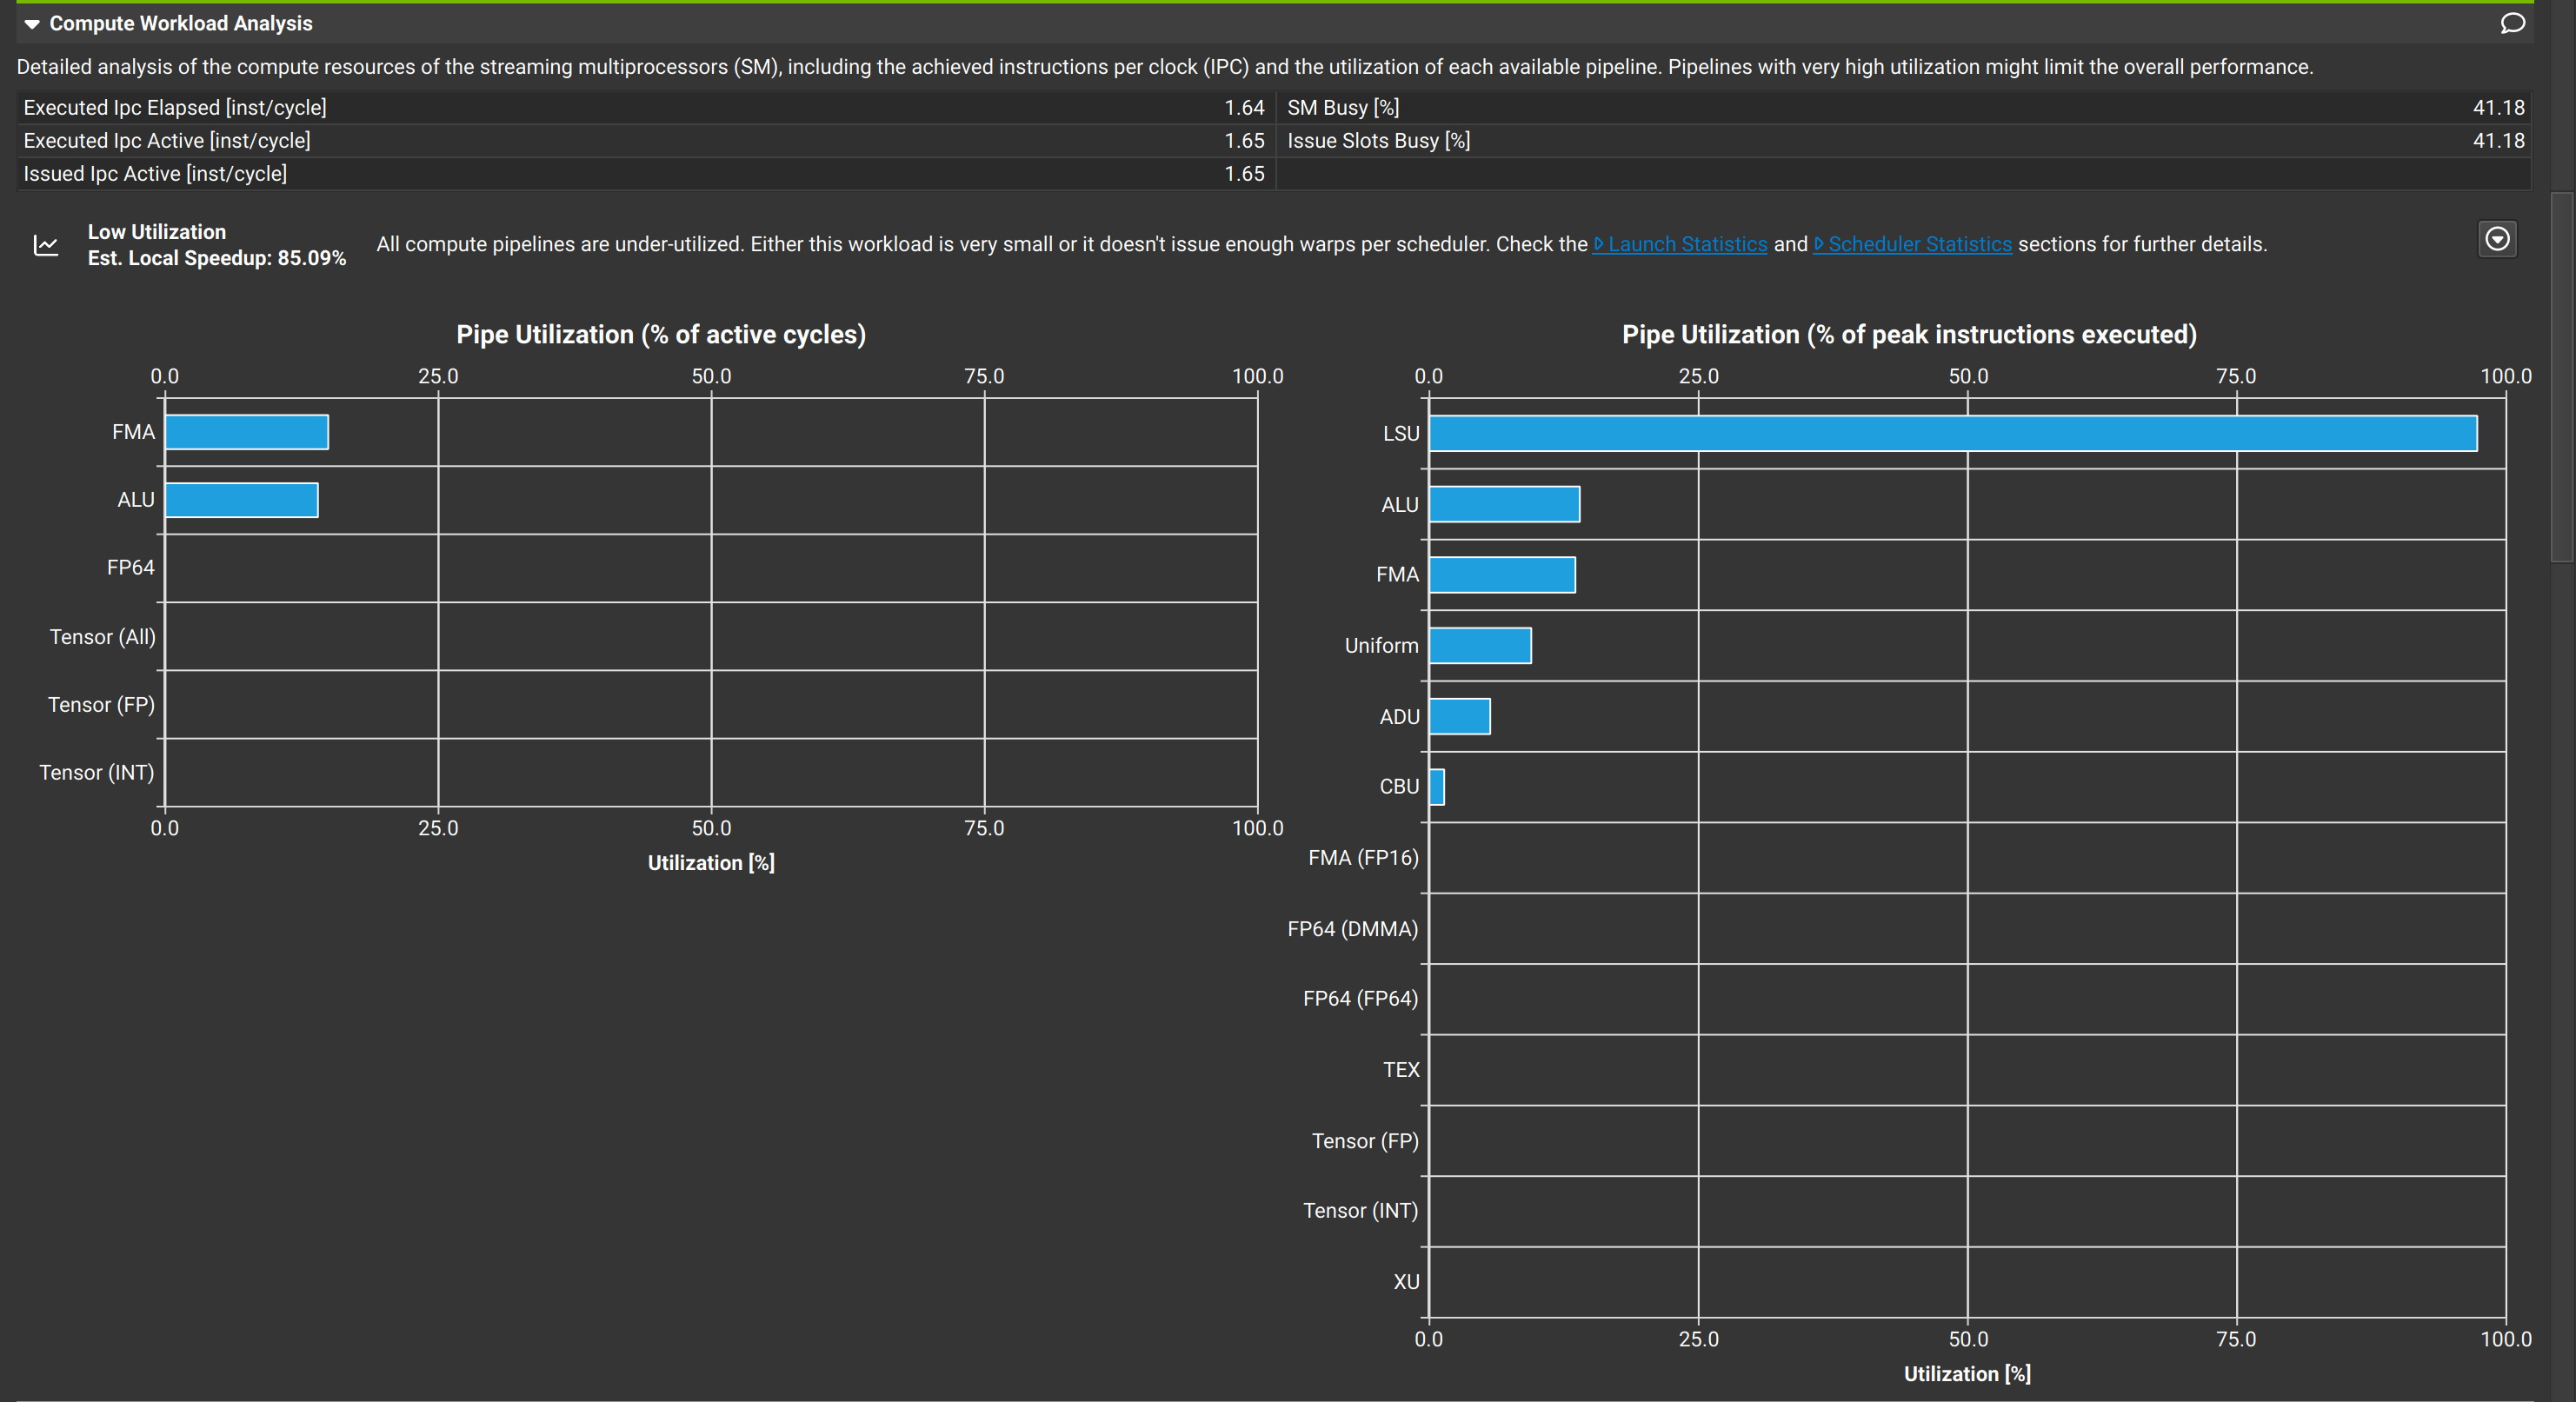 Compute Workload Analysis
Detailed analysis of the compute resources of the streaming multiprocessors (SM), including the achieved instructions per clock (IPC) and the utilization of each available pipeline. Pipelines with very high utilization might limit the overall performance.
Executed Ipc Elapsed [inst/cycle] 1.64 SM Busy [%] 41.18
Executed Ipc Active [inst/cycle] 1.65 Issue Slots Busy [%] 41.18
Issued Ipc Active [inst/cycle] 1.65
Low Utilization
Est. Local Speedup: 85.09%
All compute pipelines are under-utilized. Either this workload is very small or it doesn't issue enough warps per scheduler. Check the Launch Statistics and Scheduler Statistics sections for further details.
Pipe Utilization (% of active cycles)
0.0 25.0 50.0 75.0 100.0
FMA
ALU
FP64
Tensor (All)
Tensor (FP)
Tensor (INT)
0.0 25.0 50.0 75.0 100.0
Utilization [%]
Pipe Utilization (% of peak instructions executed)
0.0 25.0 50.0 75.0 100.0
LSU
ALU
FMA
Uniform
ADU
CBU
FMA (FP16)
FP64 (DMMA)
FP64 (FP64)
TEX
Tensor (FP)
Tensor (INT)
XU
0.0 25.0 50.0 75.0 100.0
Utilization [%]